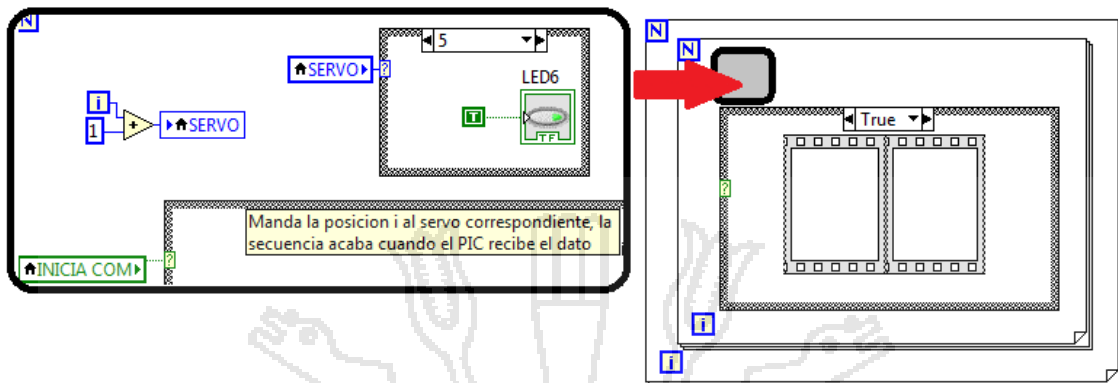 N
5
SERVO
?
LED6
i
1
+
SERVO
T
TF
Manda la posicion i al servo correspondiente, la
secuencia acaba cuando el PIC recibe el dato
INICIA COM
?
N
N
True
?
i
i